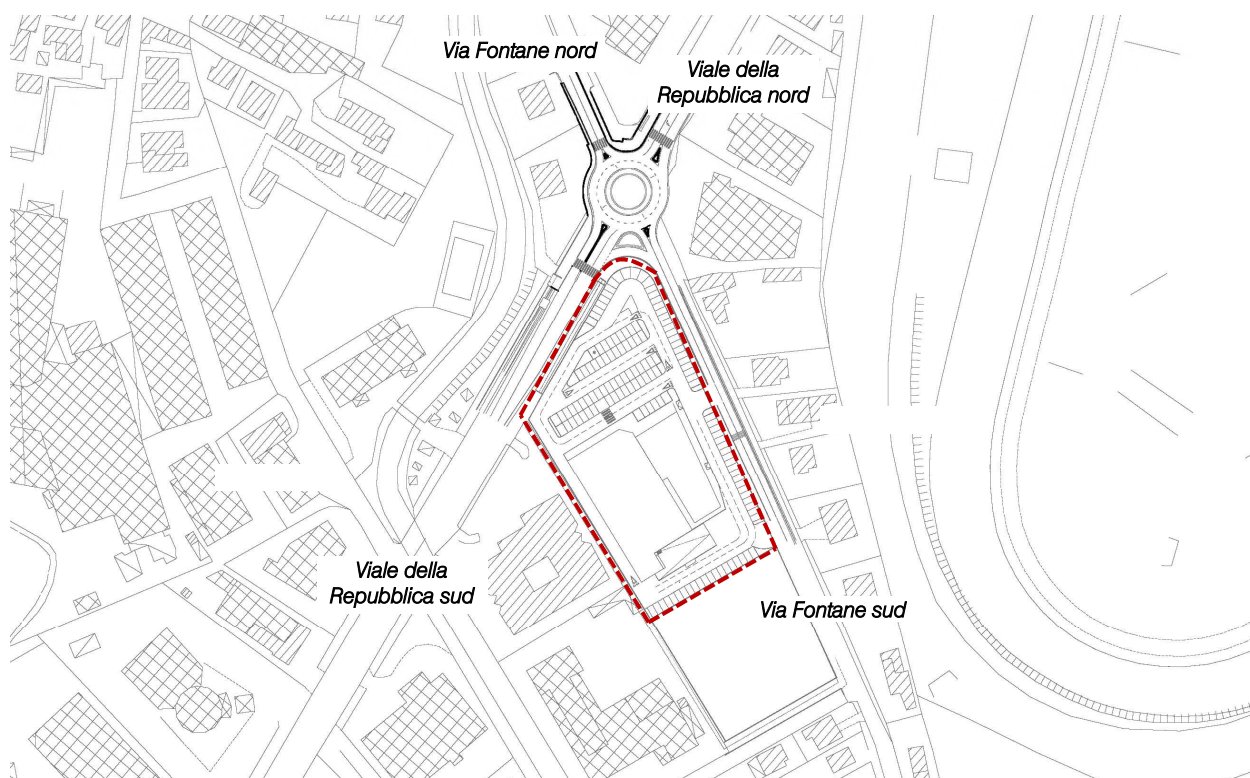 Via Fontane nord
Viale della
Repubblica nord
Viale della
Repubblica sud
Via Fontane sud